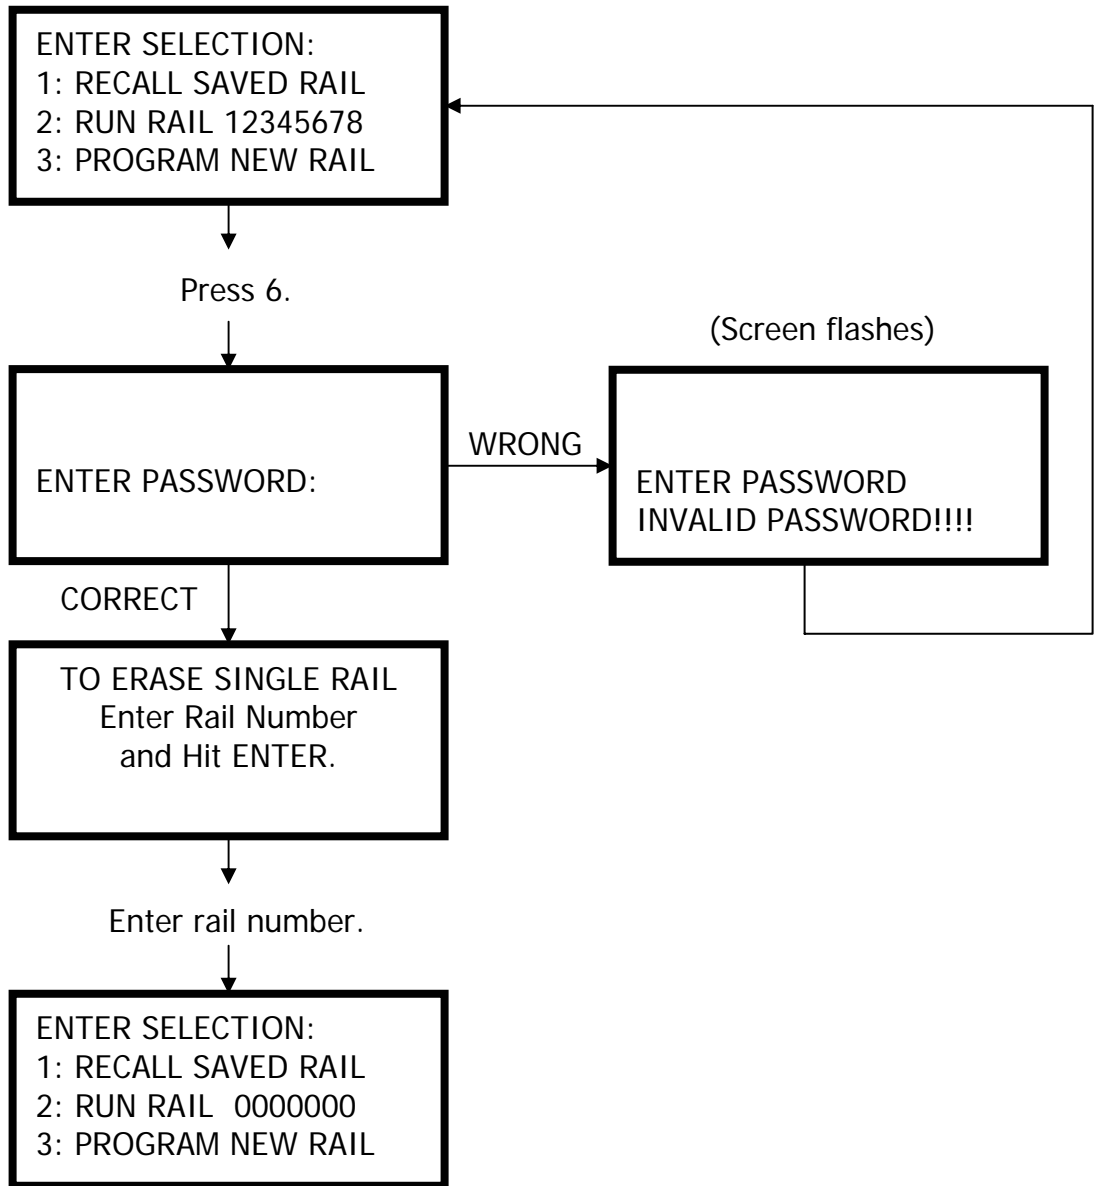 ENTER SELECTION:
1: RECALL SAVED RAIL
2: RUN RAIL 12345678
3: PROGRAM NEW RAIL
Press 6.
(Screen flashes)
ENTER PASSWORD:
WRONG
ENTER PASSWORD
INVALID PASSWORD!!!!
CORRECT
TO ERASE SINGLE RAIL
Enter Rail Number
and Hit ENTER.
Enter rail number.
ENTER SELECTION:
1: RECALL SAVED RAIL
2: RUN RAIL  0000000
3: PROGRAM NEW RAIL